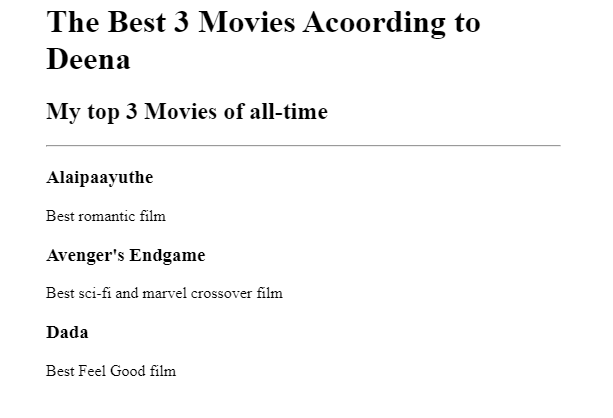 The Best 3 Movies Acoording to
Deena
My top 3 Movies of all-time
Alaipaayuthe
Best romantic film
Avenger's Endgame
Best sci-fi and marvel crossover film
Dada
Best Feel Good film